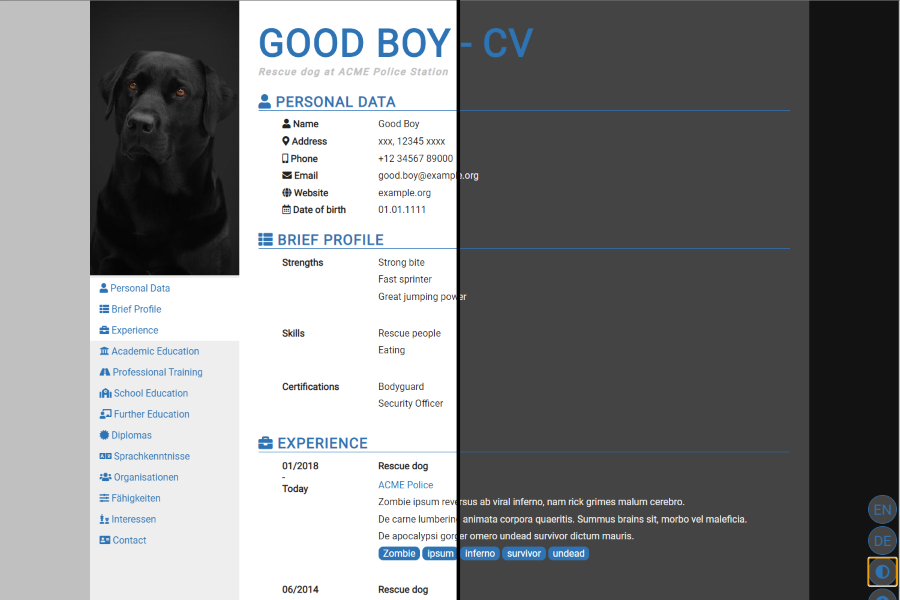 GOOD BOY - CV
Rescue dog at ACME Police Station
PERSONAL DATA
Name Good Boy
Address xxx, 12345 xxxx
Phone +12 34567 89000
Email good.boy@example.org
Website example.org
Date of birth 01.01.1111
BRIEF PROFILE
Strengths Strong bite
Fast sprinter
Great jumping power
Skills Rescue people
Eating
Certifications Bodyguard
Security Officer
EXPERIENCE
01/2018 - Today Rescue dog
ACME Police
Zombie ipsum reversus ab viral inferno, nam rick grimes malum cerebro.
De carne lumbering animata corpora quaeritis. Summus brains sit, morbo vel maleficia.
De apocalypsi gorger omero undead survivor dictum mauris.
Zombie ipsum inferno survivor undead
06/2014 Rescue dog
Personal Data
Brief Profile
Experience
Academic Education
Professional Training
School Education
Further Education
Diplomas
Sprachkenntnisse
Organisationen
Fähigkeiten
Interessen
Contact
EN
DE